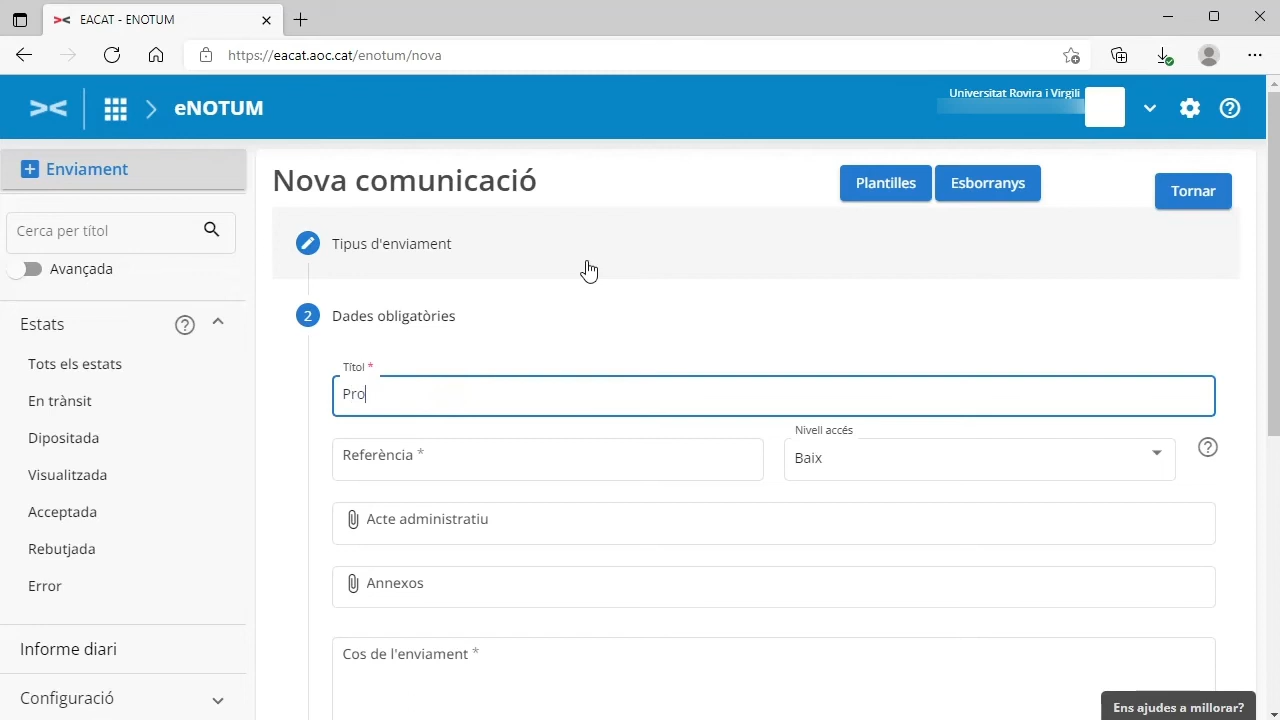 EACAT - ENOTUM
https://eacat.aoc.cat/enotum/nova
eNOTUM
Universitat Rovira i Virgili
Enviament
Cerca per títol
Avançada
Estats
Tots els estats
En trànsit
Dipositada
Visualitzada
Acceptada
Rebutjada
Error
Informe diari
Configuració
Nova comunicació
Plantilles
Esborranys
Tornar
Tipus d'enviament
2 Dades obligatòries
Títol *
Pro
Referència *
Nivell accés
Baix
Acte administratiu
Annexos
Cos de l'enviament *
Ens ajudes a millorar?